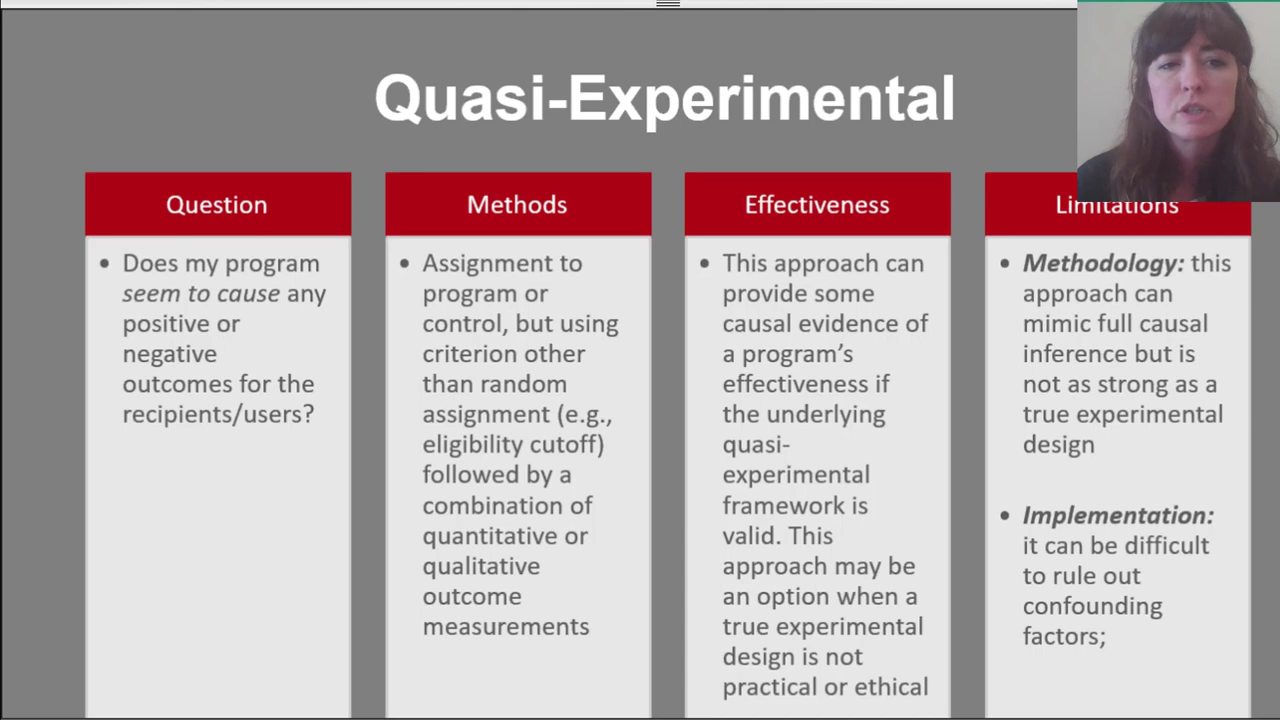 Quasi-Experimental
Question
• Does my program
seem to cause any
positive or
negative
outcomes for the
recipients/users?
Methods
• Assignment to
program or
control, but using
criterion other
than random
assignment (e.g.,
eligibility cutoff)
followed by a
combination of
quantitative or
qualitative
outcome
measurements
Effectiveness
• This approach can
provide some
causal evidence of
a program’s
effectiveness if
the underlying
quasi-
experimental
framework is
valid. This
approach may be
an option when a
true experimental
design is not
practical or ethical
Limitations
• Methodology: this
approach can
mimic full causal
inference but is
not as strong as a
true experimental
design
• Implementation:
it can be difficult
to rule out
confounding
factors;